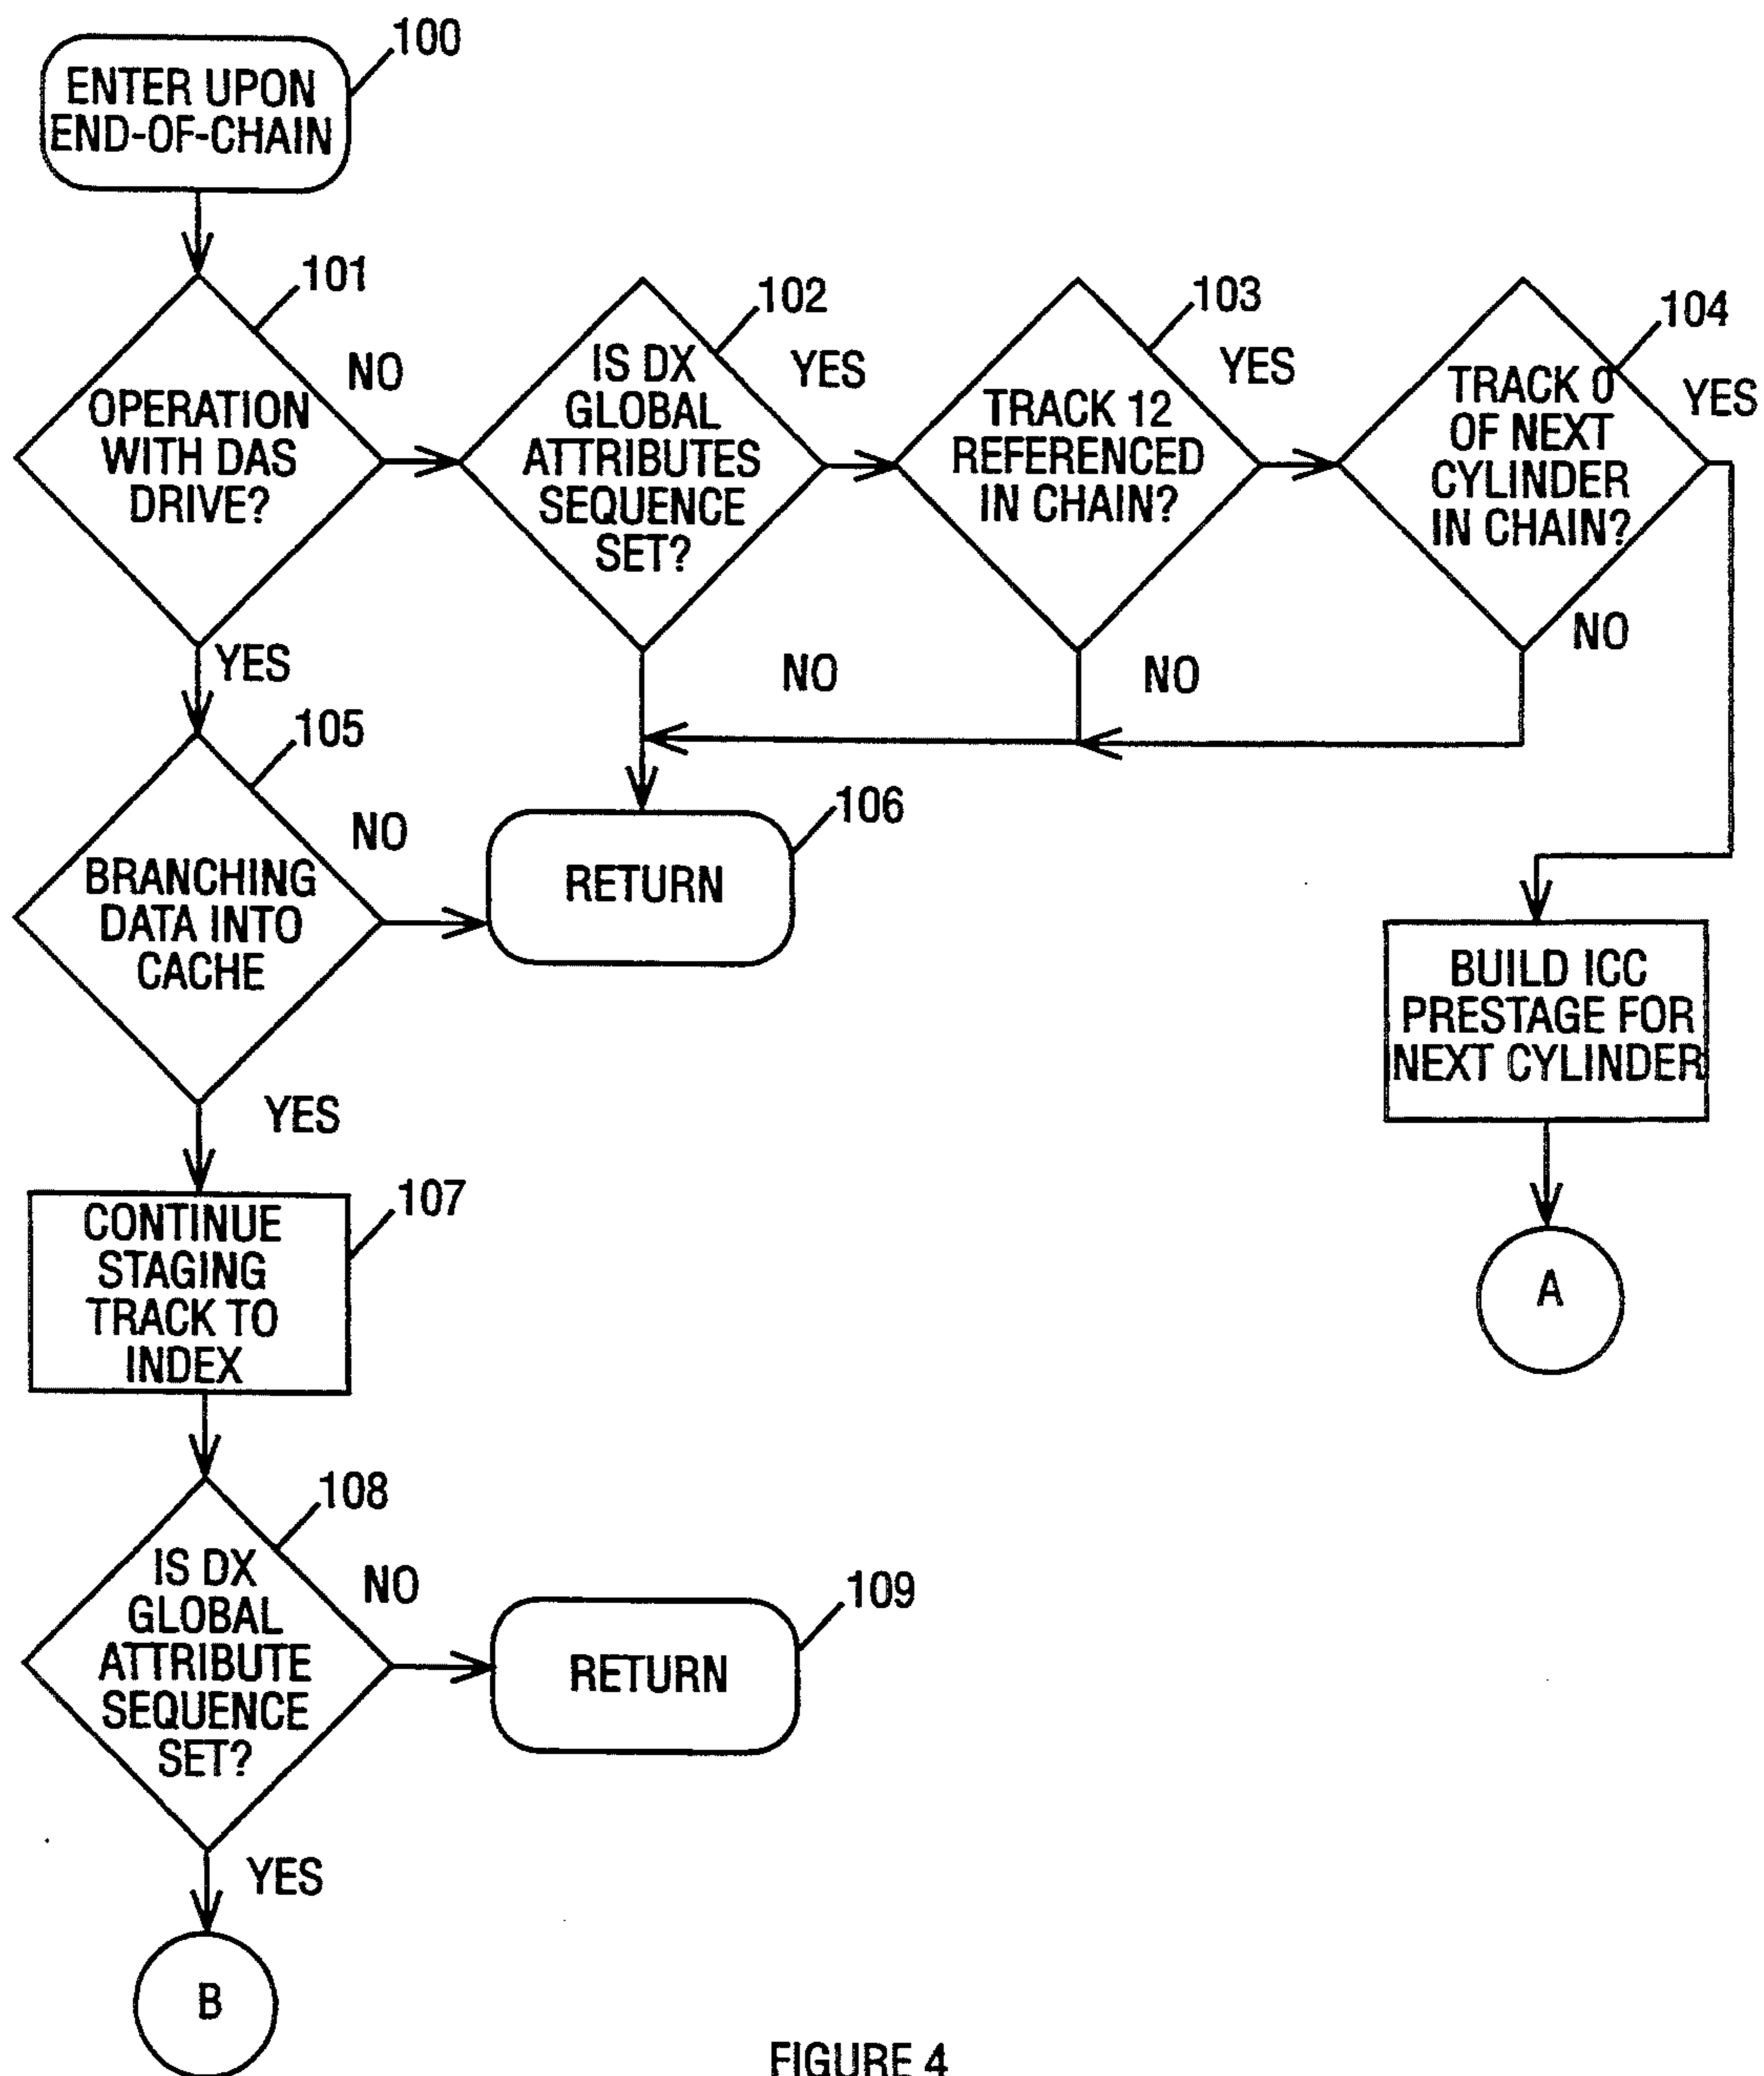 100
ENTER UPON
END-OF-CHAIN
101
OPERATION
WITH DAS
DRIVE?
NO
YES
102
IS DX
GLOBAL
ATTRIBUTES
SEQUENCE
SET?
YES
NO
103
TRACK 12
REFERENCED
IN CHAIN?
YES
NO
104
TRACK 0
OF NEXT
CYLINDER
IN CHAIN?
YES
NO
105
BRANCHING
DATA INTO
CACHE
NO
YES
106
RETURN
BUILD ICC
PRESTAGE FOR
NEXT CYLINDER
A
107
CONTINUE
STAGING
TRACK TO
INDEX
108
IS DX
GLOBAL
ATTRIBUTE
SEQUENCE
SET?
NO
YES
109
RETURN
B
FIGURE 4